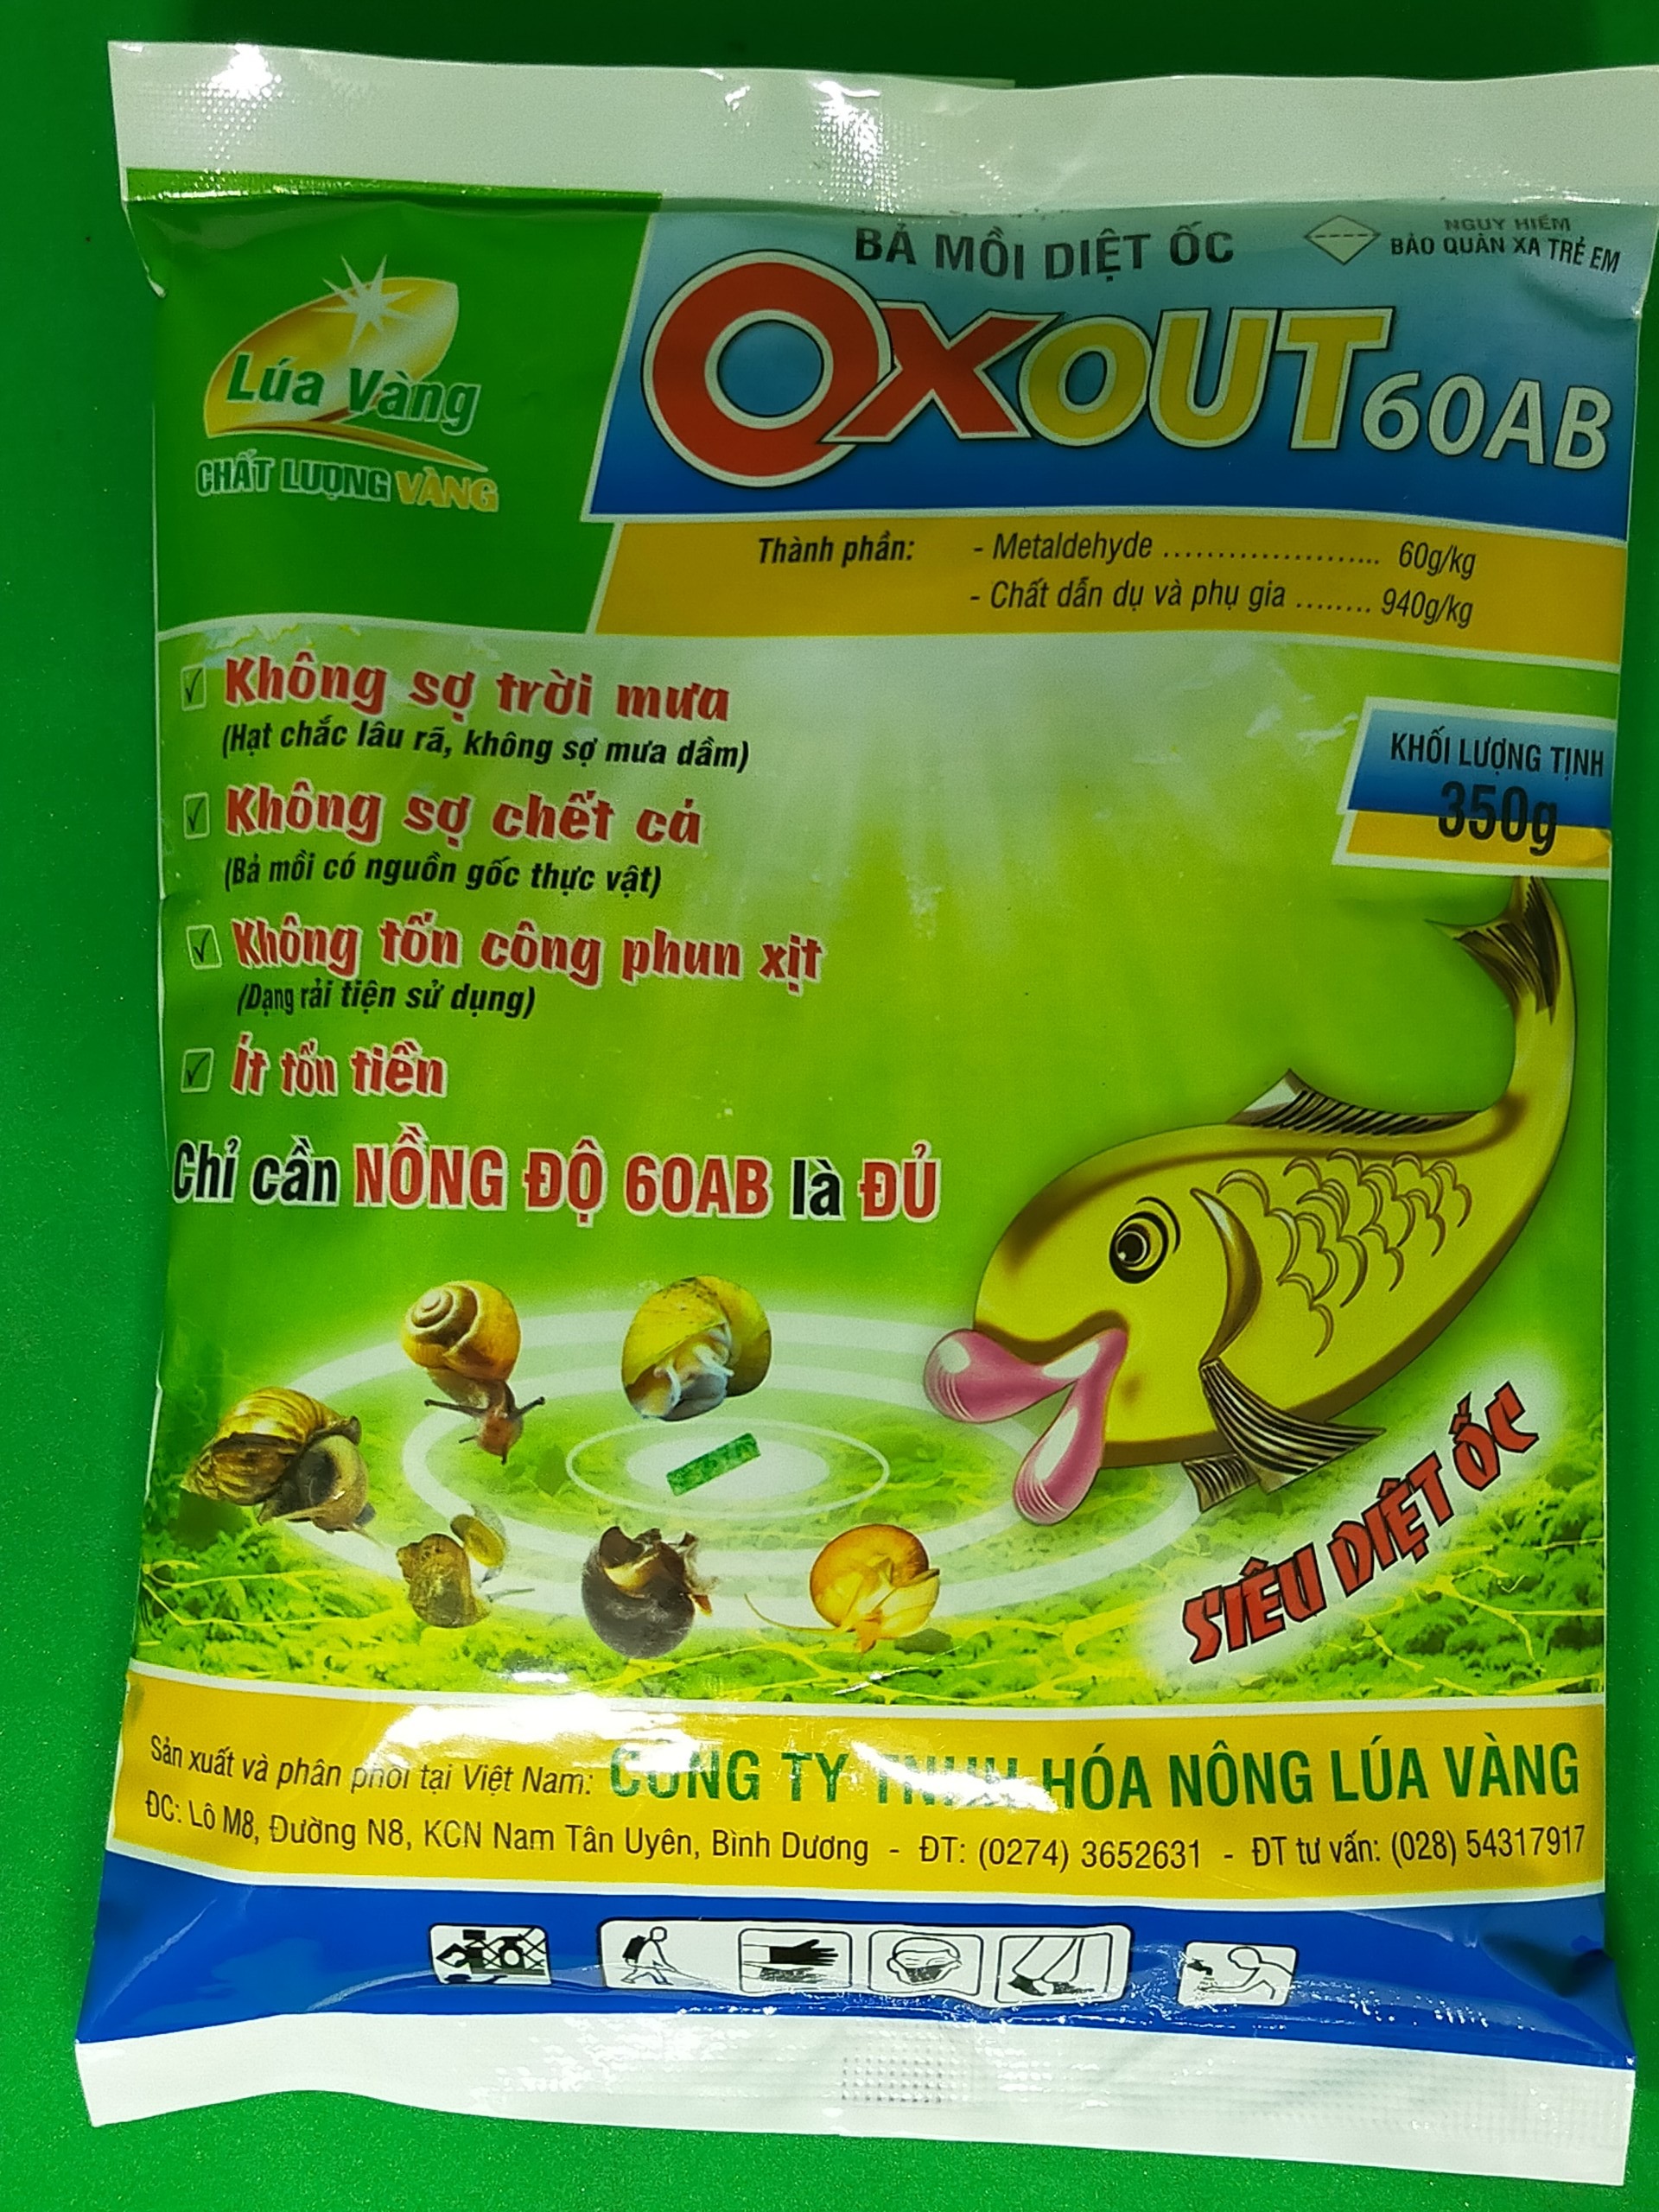 Lúa Vàng
CHẤT LƯỢNG VÀNG
BẢ MỒI DIỆT ỐC
NGUY HIỂM
BẢO QUẢN XA TRẺ EM
OXOUT 60AB
Thành phần: - Metaldehyde ........................ 60g/kg
- Chất dẫn dụ và phụ gia ........ 940g/kg
Không sợ trời mưa
(Hạt chắc lâu rã, không sợ mưa dầm)
Không sợ chết cá
(Bả mồi có nguồn gốc thực vật)
Không tốn công phun xịt
(Dạng rải tiện sử dụng)
Ít tốn tiền
KHỐI LƯỢNG TỊNH
350g
Chỉ cần NỒNG ĐỘ 60AB là ĐỦ
SIÊU DIỆT ỐC
Sản xuất và phân phối tại Việt Nam: CÔNG TY TNHH HÓA NÔNG LÚA VÀNG
ĐC: Lô M8, Đường N8, KCN Nam Tân Uyên, Bình Dương - ĐT: (0274) 3652631 - ĐT tư vấn: (028) 54317917